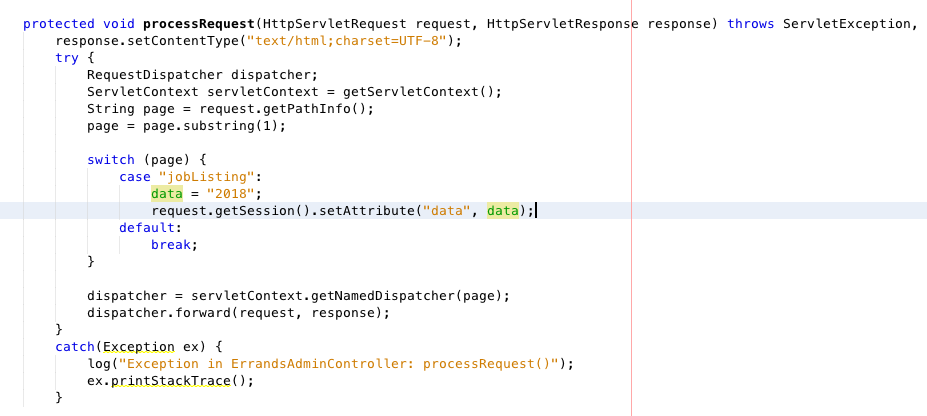 protected void processRequest(HttpServletRequest request, HttpServletResponse response) throws ServletException,
response.setContentType("text/html;charset=UTF-8");
try {
RequestDispatcher dispatcher;
ServletContext servletContext = getServletContext();
String page = request.getPathInfo();
page = page.substring(1);
switch (page) {
case "jobListing":
data = "2018";
request.getSession().setAttribute("data", data);
default:
break;
}
dispatcher = servletContext.getNamedDispatcher(page);
dispatcher.forward(request, response);
}
catch(Exception ex) {
log("Exception in ErrandsAdminController: processRequest()");
ex.printStackTrace();
}